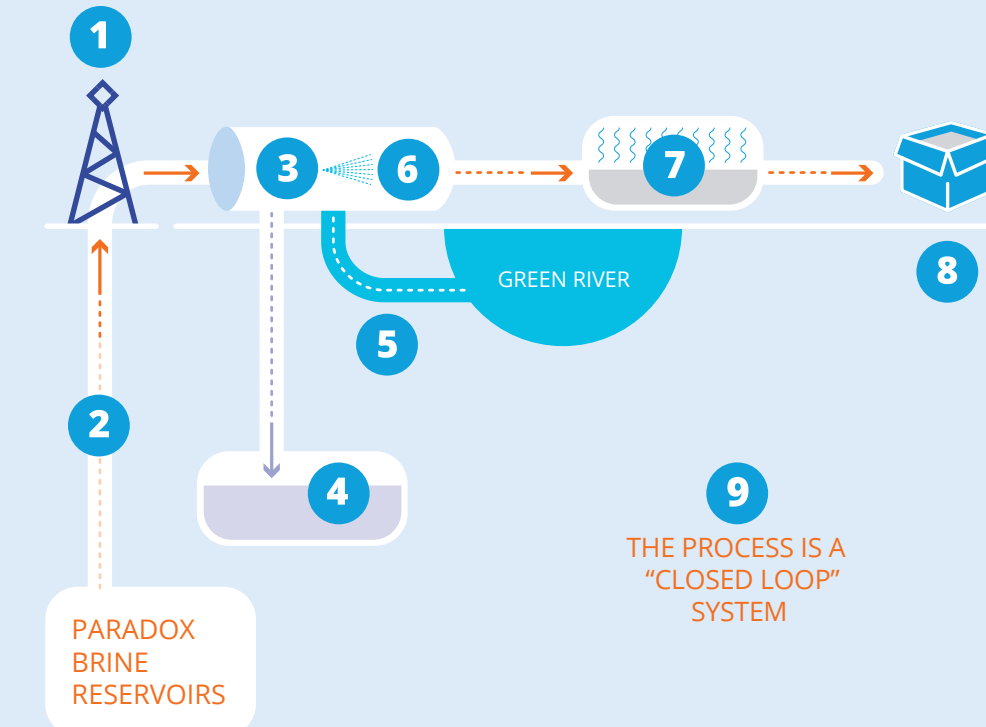 1
3
6
7
2
GREEN RIVER
8
5
4
9
THE PROCESS IS A
“CLOSED LOOP”
SYSTEM
PARADOX
BRINE
RESERVOIRS